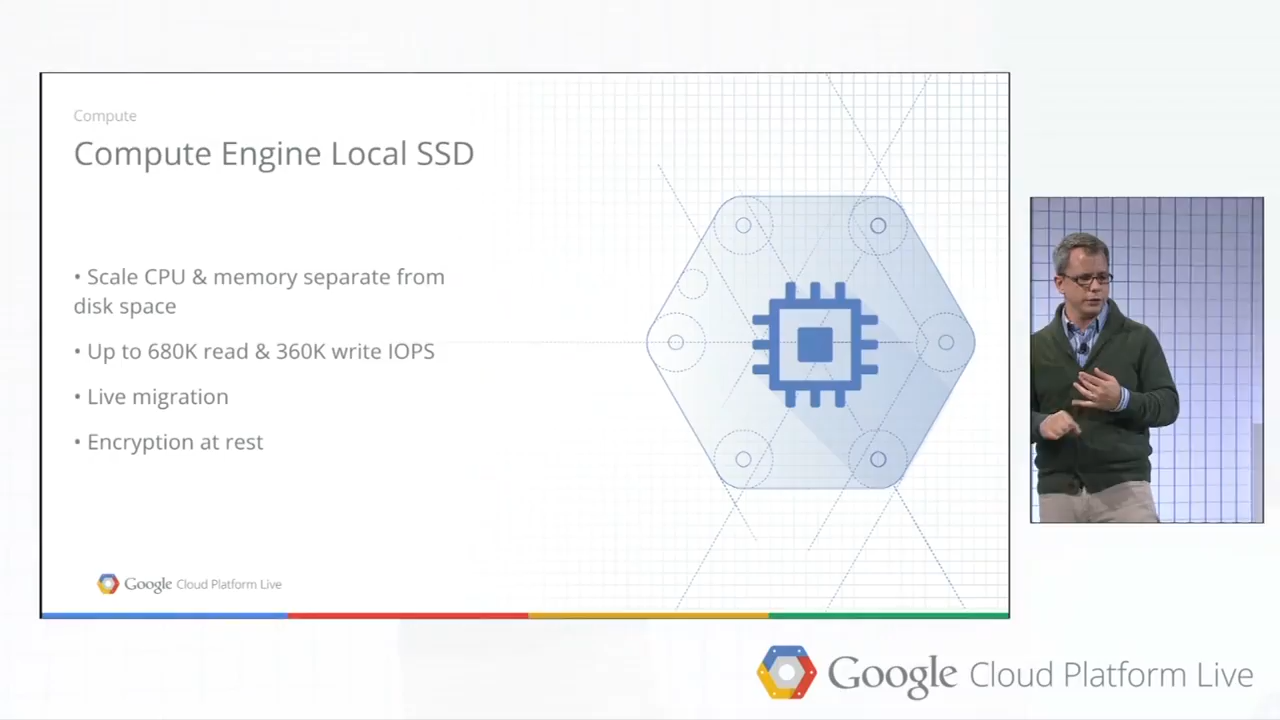 Compute
Compute Engine Local SSD
• Scale CPU & memory separate from
disk space
• Up to 680K read & 360K write IOPS
• Live migration
• Encryption at rest
Google Cloud Platform Live
Google Cloud Platform Live